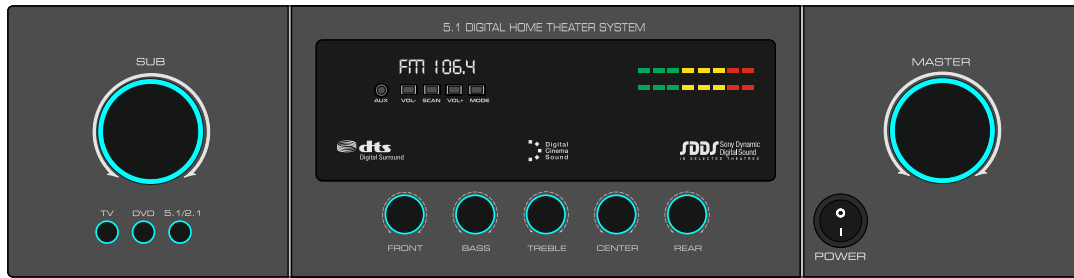 5.1 DIGITAL HOME THEATER SYSTEM
SUB
MASTER
FM 106.4
AUX VOL- SCAN VOL+ MODE
dts
Digital Surround
Digital
Cinema
Sound
SDDS Sony Dynamic
Digital Sound
IN SELECTED THEATRES
TV DVD 5.1/2.1
FRONT BASS TREBLE CENTER REAR
POWER